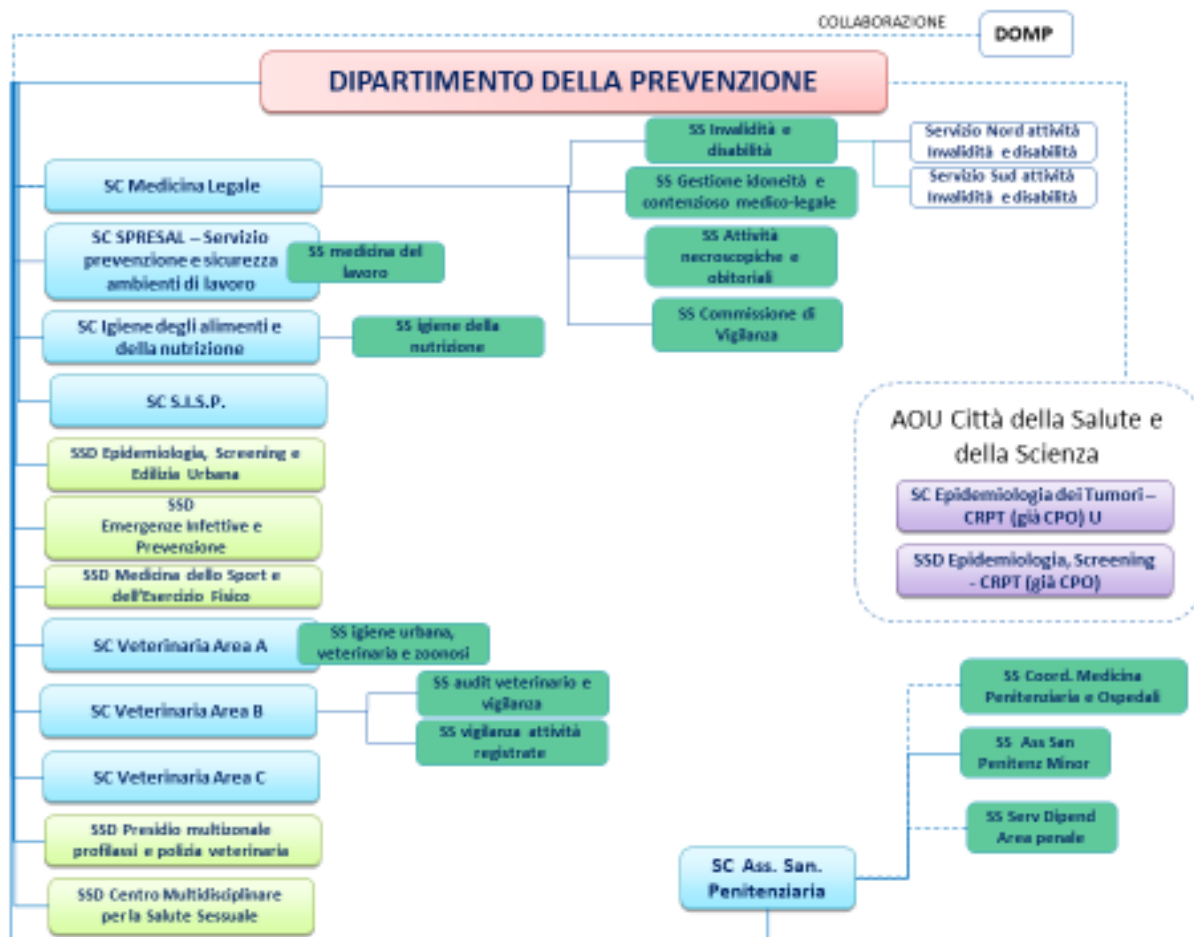 COLLABORAZIONE
DOMP
DIPARTIMENTO DELLA PREVENZIONE
SS Invalidità e
disabilità
Servizio Nord attività
Invalidità e disabilità
Servizio Sud attività
Invalidità e disabilità
SC Medicina Legale
SS Gestione idoneità e
contenzioso medico-legale
SC SPRESAL – Servizio
prevenzione e sicurezza
ambienti di lavoro
SS medicina del
lavoro
SS Attività
necroscopiche e
obitoriali
SC Igiene degli alimenti e
della nutrizione
SS igiene della
nutrizione
SS Commissione di
Vigilanza
SC S.I.S.P.
AOU Città della Salute e
della Scienza
SC Epidemiologia dei Tumori –
CRPT (già CPO) U
SSD Epidemiologia, Screening
- CRPT (già CPO)
SSD Epidemiologia, Screening e
Edilizia Urbana
SSD
Emergenze Infettive e
Prevenzione
SSD Medicina dello Sport e
dell'Esercizio Fisico
SC Veterinaria Area A
SS igiene urbana,
veterinaria e zoonosi
SC Veterinaria Area B
SS audit veterinario e
vigilanza
SS vigilanza attività
registrate
SC Veterinaria Area C
SSD Presidio multizonale
profilassi e polizia veterinaria
SSD Centro Multidisciplinare
per la Salute Sessuale
SS Coord. Medicina
Penitenziaria e Ospedali
SS Ass San
Penitenz Minor
SS Serv Dipend
Area penale
SC Ass. San.
Penitenziaria